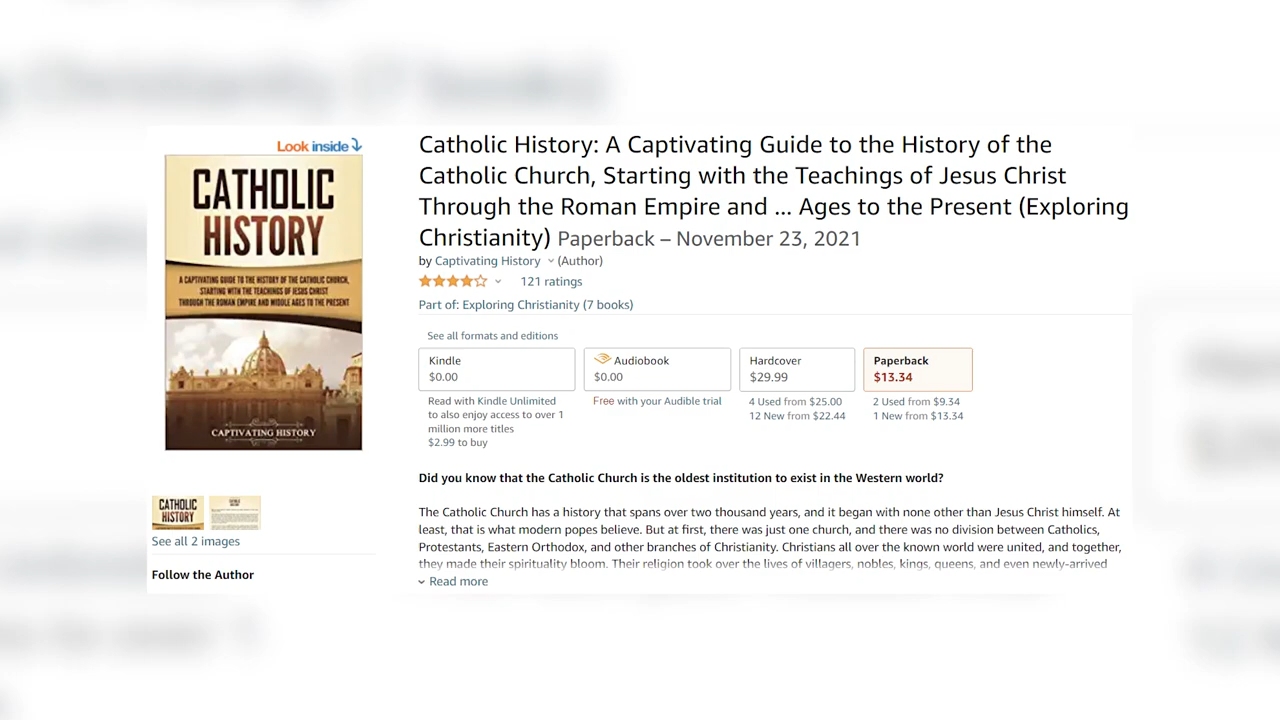 Look inside
CATHOLIC
HISTORY
A CAPTIVATING GUIDE TO THE HISTORY OF THE CATHOLIC CHURCH,
STARTING WITH THE TEACHINGS OF JESUS CHRIST
THROUGH THE ROMAN EMPIRE AND MIDDLE AGES TO THE PRESENT
CAPTIVATING HISTORY
CATHOLIC
HISTORY
See all 2 images
Follow the Author
Catholic History: A Captivating Guide to the History of the
Catholic Church, Starting with the Teachings of Jesus Christ
Through the Roman Empire and ... Ages to the Present (Exploring
Christianity) Paperback – November 23, 2021
by Captivating History (Author)
121 ratings
Part of: Exploring Christianity (7 books)
See all formats and editions
Kindle
$0.00
Read with Kindle Unlimited
to also enjoy access to over 1
million more titles
$2.99 to buy
Audiobook
$0.00
Free with your Audible trial
Hardcover
$29.99
4 Used from $25.00
12 New from $22.44
Paperback
$13.34
2 Used from $9.34
1 New from $13.34
Did you know that the Catholic Church is the oldest institution to exist in the Western world?
The Catholic Church has a history that spans over two thousand years, and it began with none other than Jesus Christ himself. At
least, that is what modern popes believe. But at first, there was just one church, and there was no division between Catholics,
Protestants, Eastern Orthodox, and other branches of Christianity. Christians all over the known world were united, and together,
they made their spirituality bloom. Their religion took over the lives of villagers, nobles, kings, queens, and even newly-arrived
Read more